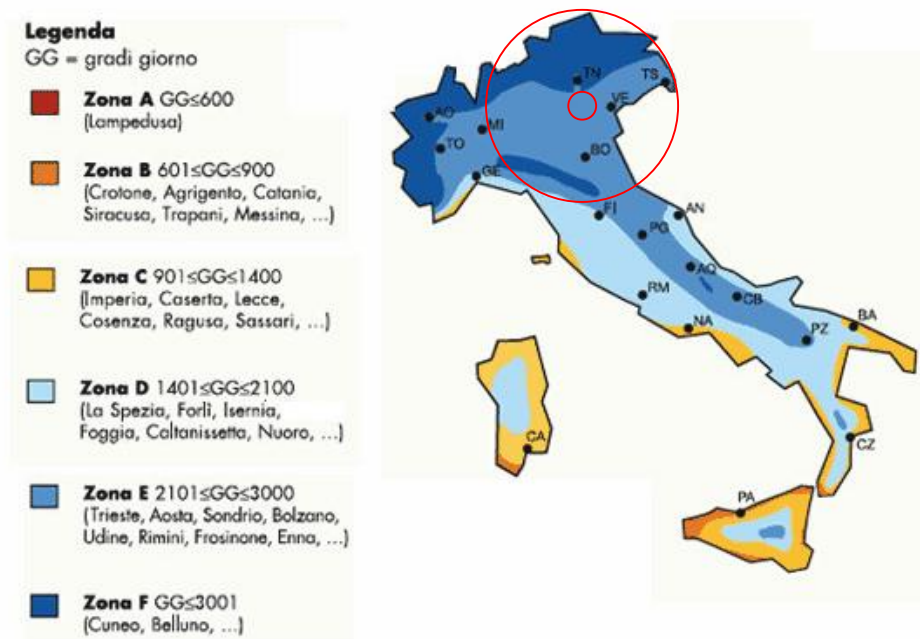 Legenda
GG = gradi giorno
Zona A GG≤600
(Lampedusa)
Zona B 601≤GG≤900
(Crotone, Agrigento, Catania,
Siracusa, Trapani, Messina, ...)
Zona C 901≤GG≤1400
(Imperia, Caserta, Lecce,
Cosenza, Ragusa, Sassari, ...)
Zona D 1401≤GG≤2100
(La Spezia, Forlì, Isernia,
Foggia, Caltanissetta, Nuoro, ...)
Zona E 2101≤GG≤3000
(Trieste, Aosta, Sondrio, Bolzano,
Udine, Rimini, Frosinone, Enna, ...)
Zona F GG≤3001
(Cuneo, Belluno, ...)
TN
TS
AO
VE
MI
TO
BO
GE
FI
AN
PG
AQ
RM
CB
NA
BA
PZ
CA
CZ
PA